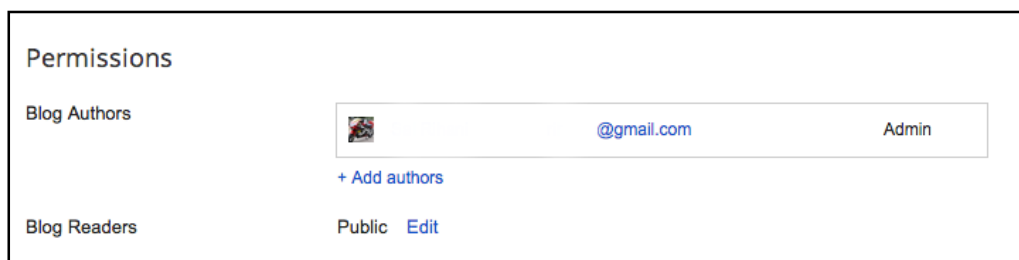 Permissions
Blog Authors
@gmail.com Admin
+ Add authors
Blog Readers Public Edit